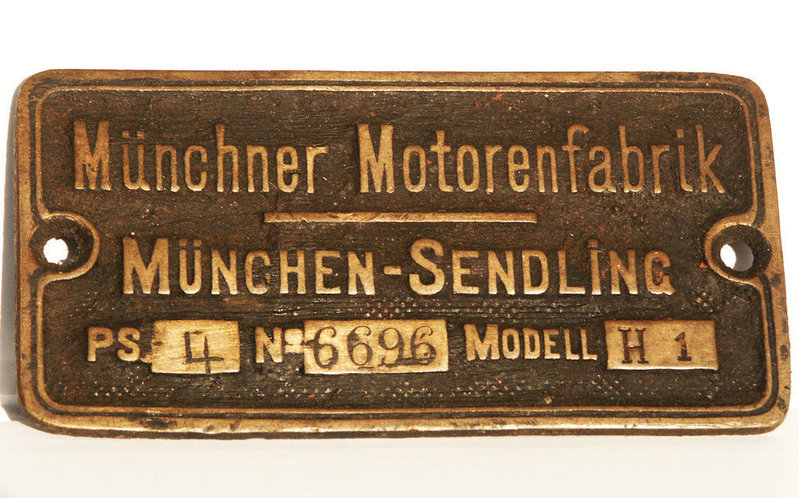 Münchner Motorenfabrik
MÜNCHEN-SENDLING
PS 4 No 6696 MODELL H 1